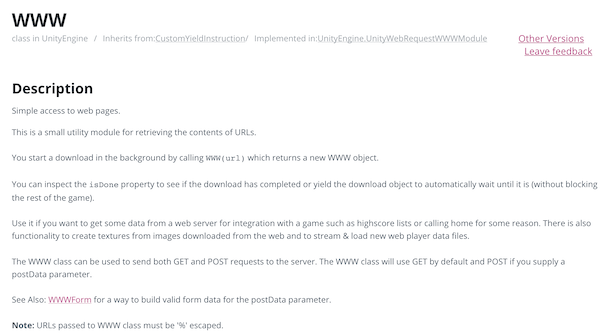 WWW
class in UnityEngine / Inherits from:CustomYieldInstruction/ Implemented in:UnityEngine.UnityWebRequestWWWModule
Other Versions
Leave feedback
Description
Simple access to web pages.
This is a small utility module for retrieving the contents of URLs.
You start a download in the background by calling WWW(url) which returns a new WWW object.
You can inspect the isDone property to see if the download has completed or yield the download object to automatically wait until it is (without blocking
the rest of the game).
Use it if you want to get some data from a web server for integration with a game such as highscore lists or calling home for some reason. There is also
functionality to create textures from images downloaded from the web and to stream & load new web player data files.
The WWW class can be used to send both GET and POST requests to the server. The WWW class will use GET by default and POST if you supply a
postData parameter.
See Also: WWWForm for a way to build valid form data for the postData parameter.
Note: URLs passed to WWW class must be '%' escaped.